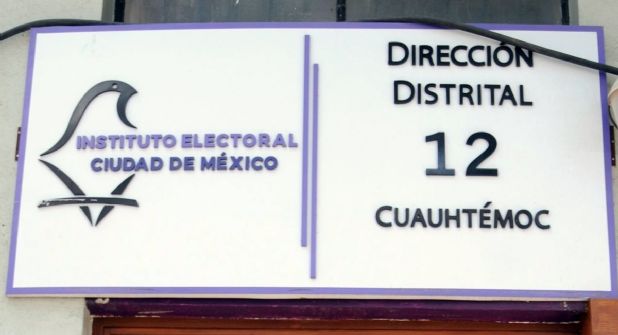 INSTITUTO ELECTORAL
CIUDAD DE MÉXICO
DIRECCIÓN
DISTRITAL
12
CUAUHTÉMOC